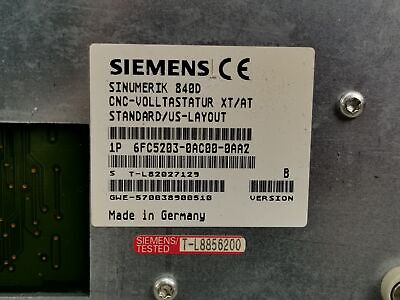 SIEMENS CE
SINUMERIK 840D
CNC-VOLLTASTATUR XT/AT
STANDARD/US-LAYOUT
1P 6FC5203-0AC00-0AA2
S T-L82027129 B
GWE-570038900510 VERSION
Made in Germany
SIEMENS/ T-L8856200
TESTED